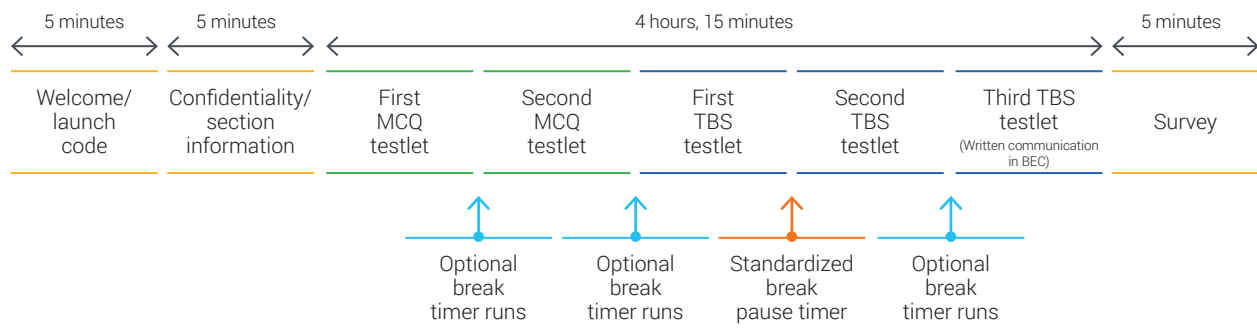 5 minutes
5 minutes
4 hours, 15 minutes
5 minutes
Welcome/
launch
code
Confidentiality/
section
information
First
MCQ
testlet
Second
MCQ
testlet
First
TBS
testlet
Second
TBS
testlet
Third TBS
testlet
(Written communication
in BEC)
Survey
Optional
break
timer runs
Optional
break
timer runs
Standardized
break
pause timer
Optional
break
timer runs